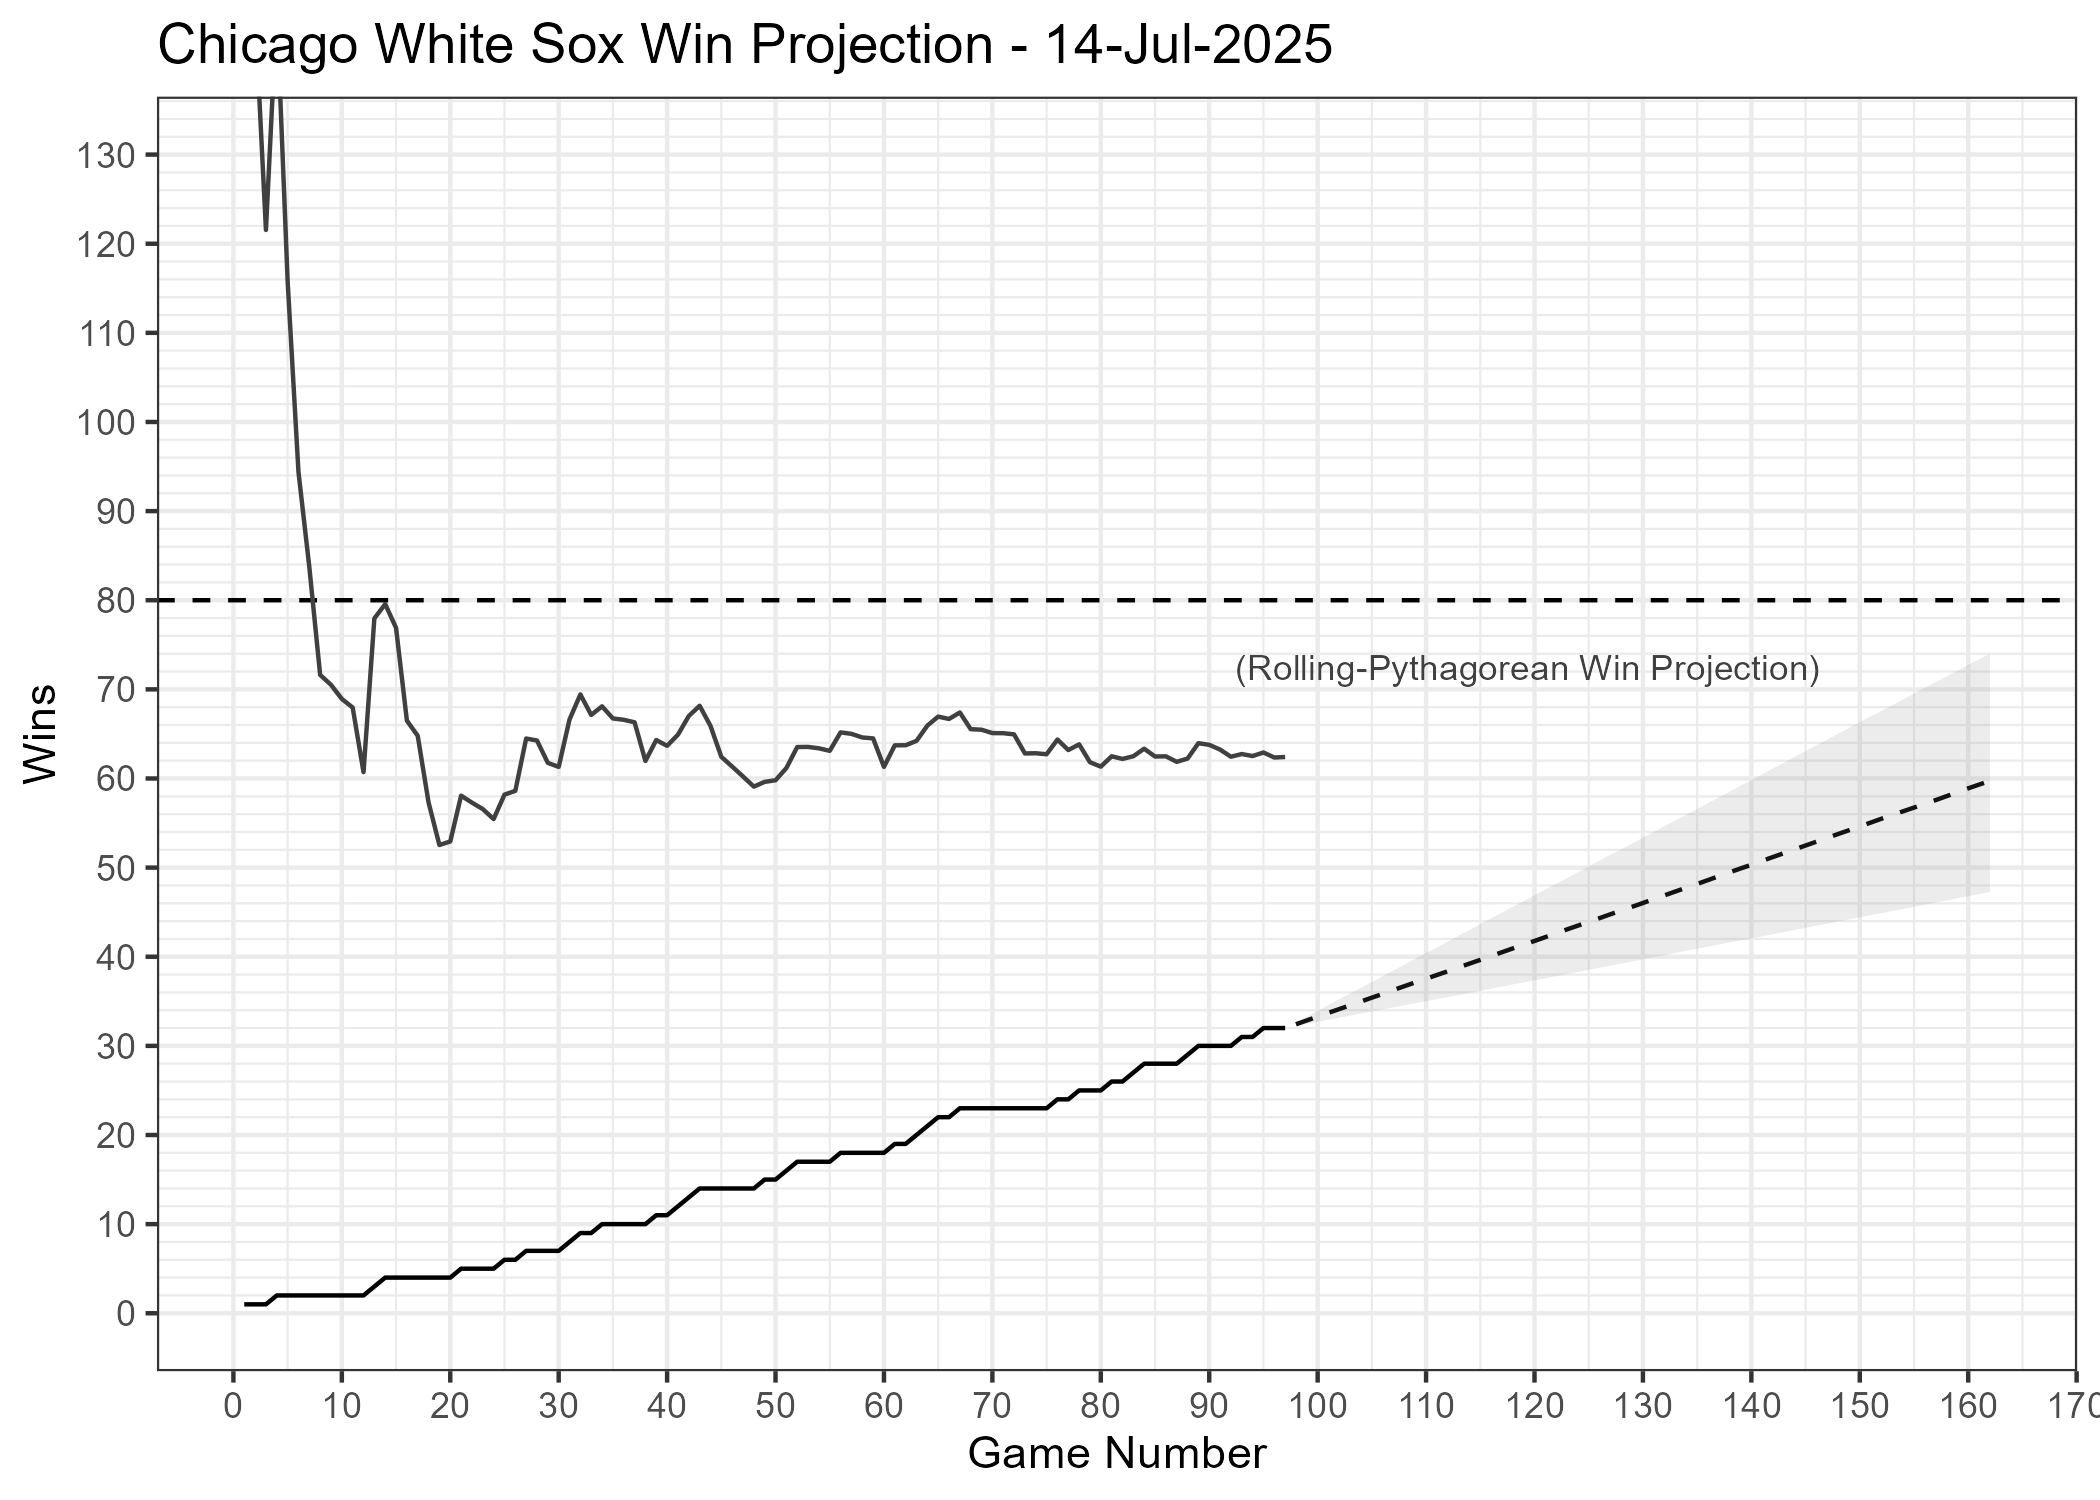 Chicago White Sox Win Projection - 14-Jul-2025
130
120
110
100
90
80
70
60
50
40
30
20
10
0
Wins
(Rolling-Pythagorean Win Projection)
0 10 20 30 40 50 60 70 80 90 100 110 120 130 140 150 160 170
Game Number